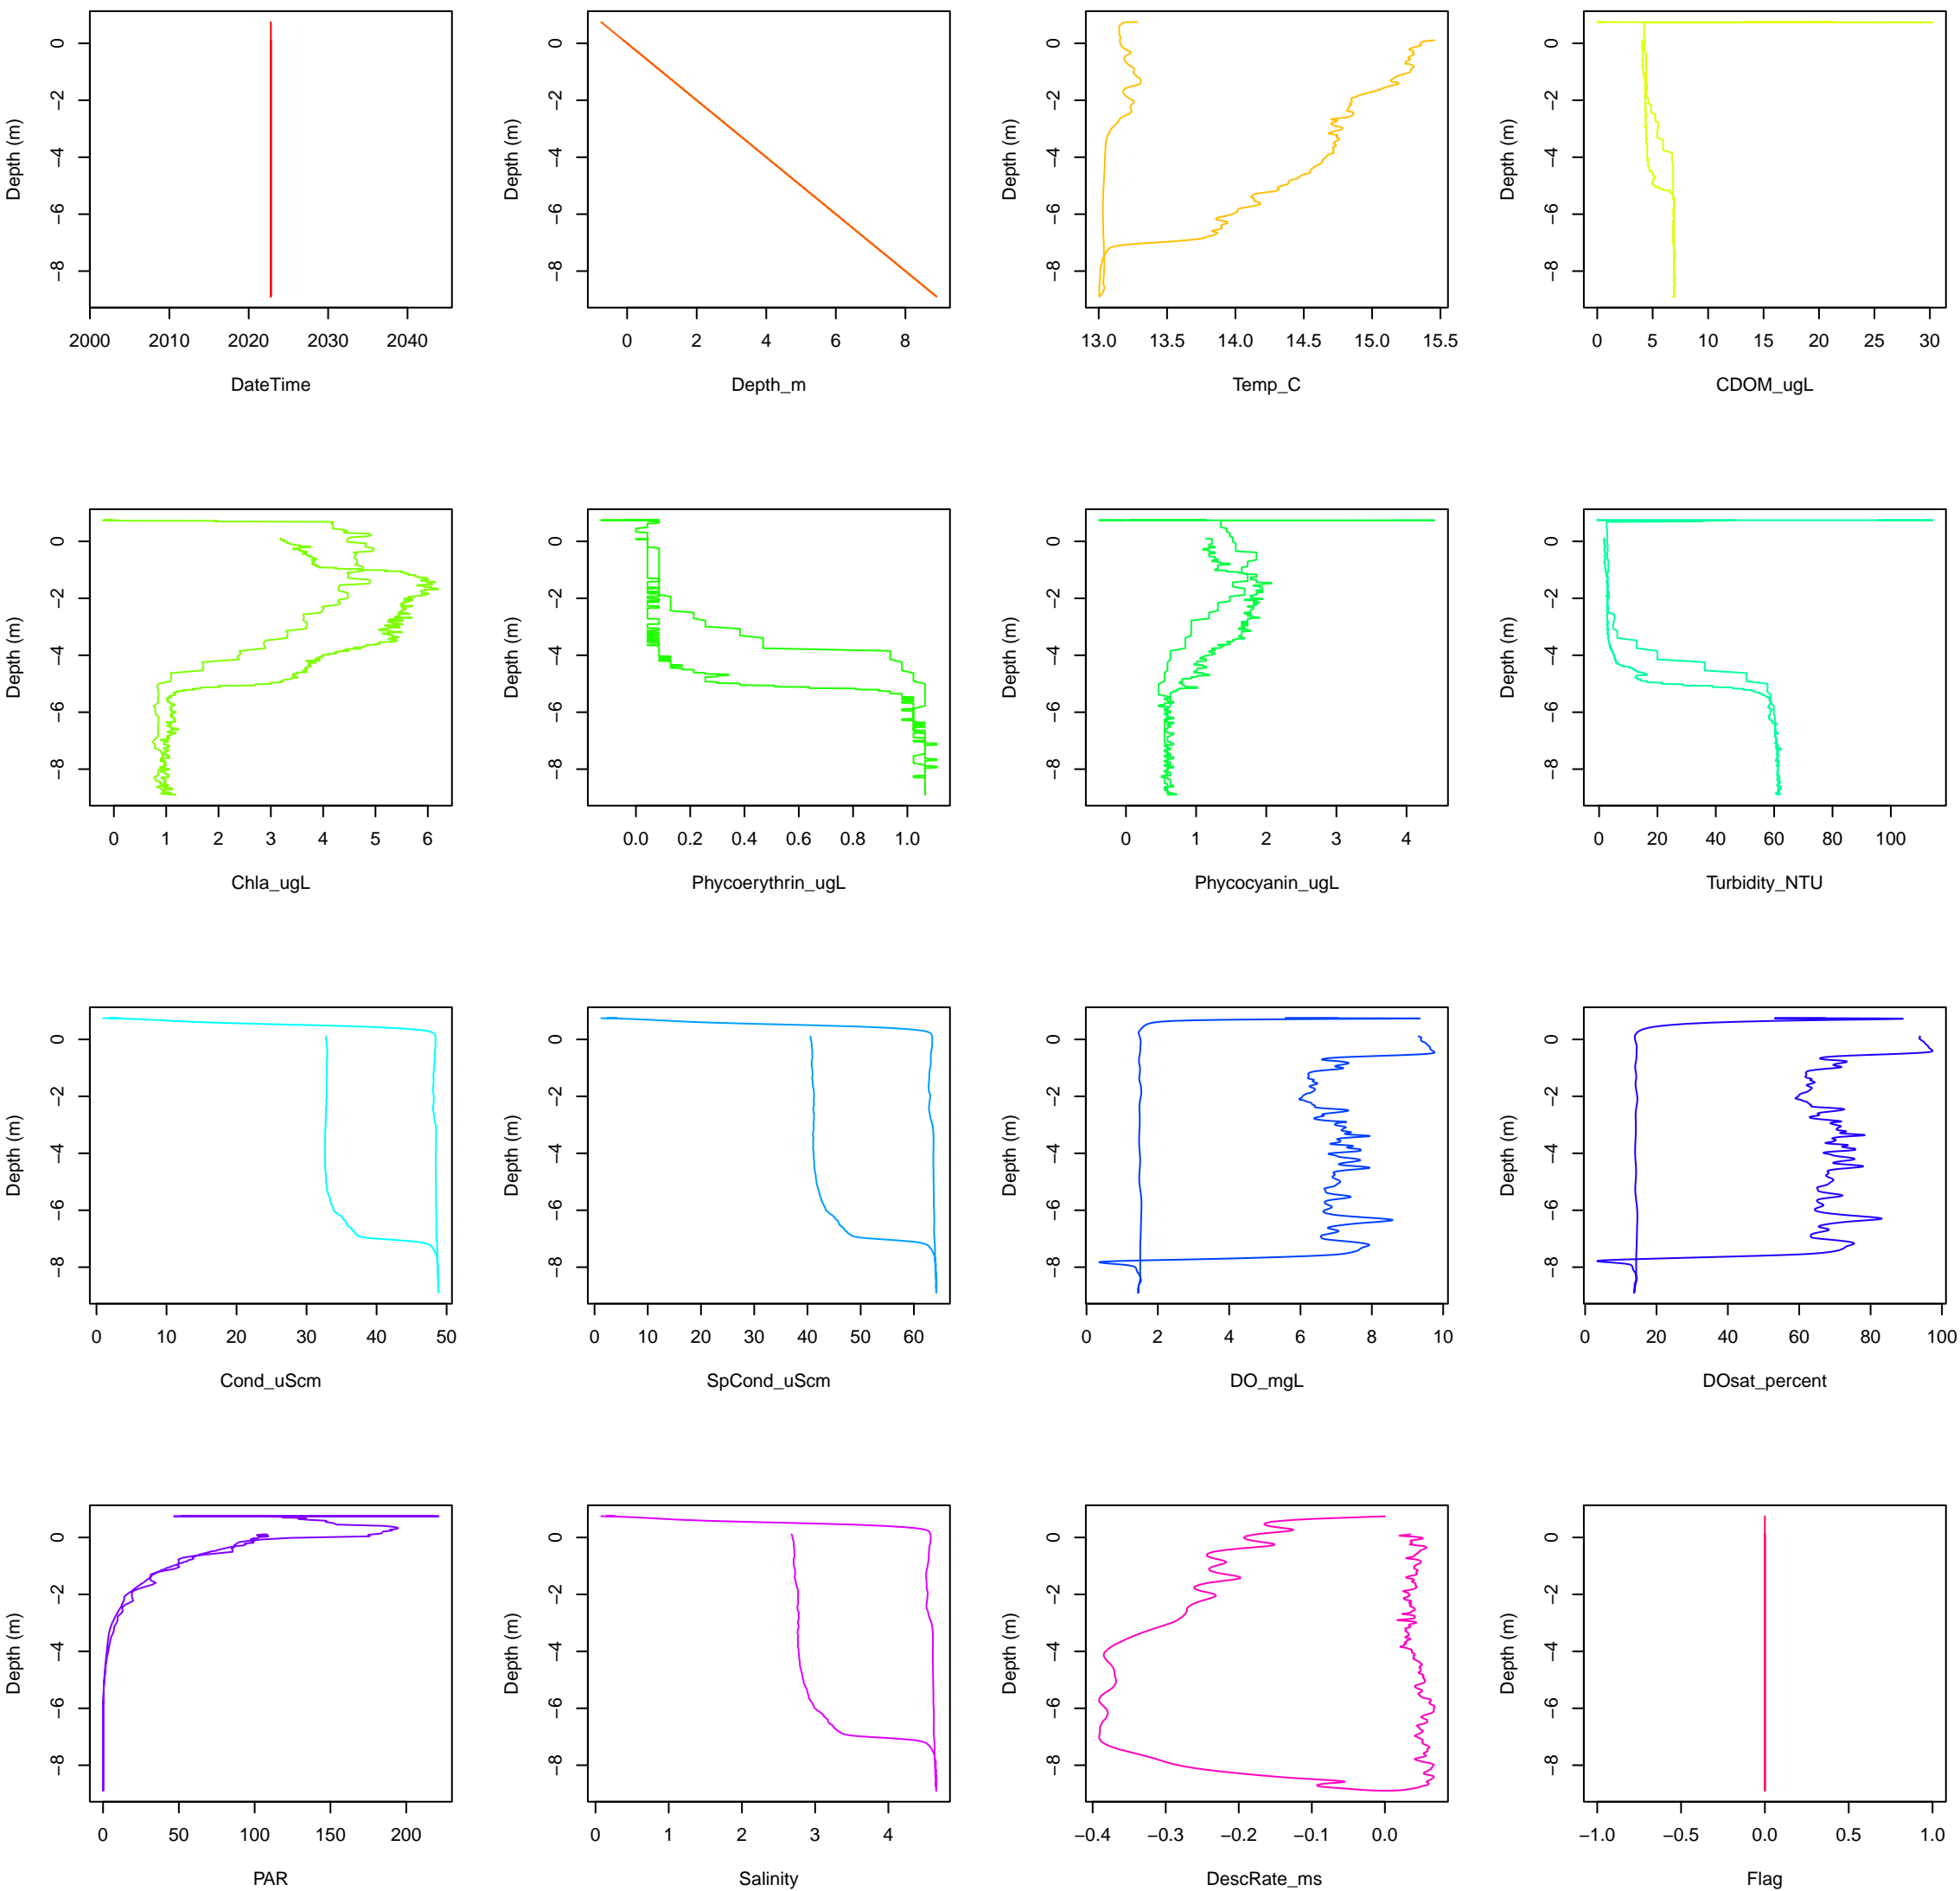 Depth (m)
0
−2
−4
−6
−8
2000 2010 2020 2030 2040
DateTime
Depth (m)
0
−2
−4
−6
−8
0 2 4 6 8
Depth_m
Depth (m)
0
−2
−4
−6
−8
13.0 13.5 14.0 14.5 15.0 15.5
Temp_C
Depth (m)
0
−2
−4
−6
−8
0 5 10 15 20 25 30
CDOM_ugL
Depth (m)
0
−2
−4
−6
−8
0 1 2 3 4 5 6
Chla_ugL
Depth (m)
0
−2
−4
−6
−8
0.0 0.2 0.4 0.6 0.8 1.0
Phycoerythrin_ugL
Depth (m)
0
−2
−4
−6
−8
0 1 2 3 4
Phycocyanin_ugL
Depth (m)
0
−2
−4
−6
−8
0 20 40 60 80 100
Turbidity_NTU
Depth (m)
0
−2
−4
−6
−8
0 10 20 30 40 50
Cond_uScm
Depth (m)
0
−2
−4
−6
−8
0 10 20 30 40 50 60
SpCond_uScm
Depth (m)
0
−2
−4
−6
−8
0 2 4 6 8 10
DO_mgL
Depth (m)
0
−2
−4
−6
−8
0 20 40 60 80 100
DOsat_percent
Depth (m)
0
−2
−4
−6
−8
0 50 100 150 200
PAR
Depth (m)
0
−2
−4
−6
−8
0 1 2 3 4
Salinity
Depth (m)
0
−2
−4
−6
−8
−0.4 −0.3 −0.2 −0.1 0.0
DescRate_ms
Depth (m)
0
−2
−4
−6
−8
−1.0 −0.5 0.0 0.5 1.0
Flag